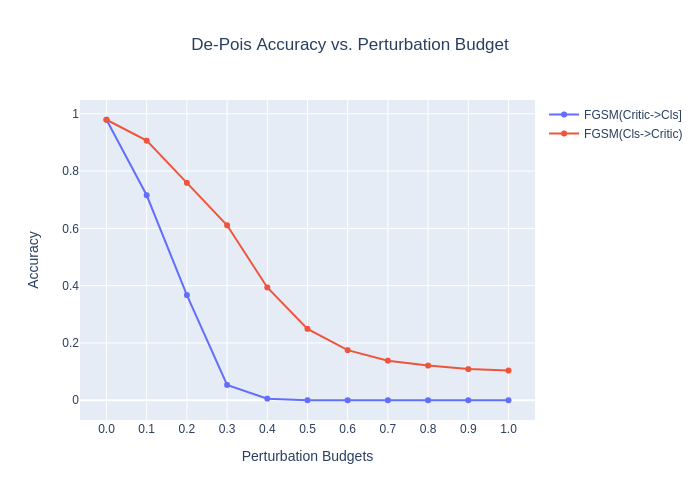 De-Pois Accuracy vs. Perturbation Budget
FGSM(Critic->Cls]
FGSM(Cls->Critic)
Accuracy
1
0.8
0.6
0.4
0.2
0
0.0 0.1 0.2 0.3 0.4 0.5 0.6 0.7 0.8 0.9 1.0
Perturbation Budgets